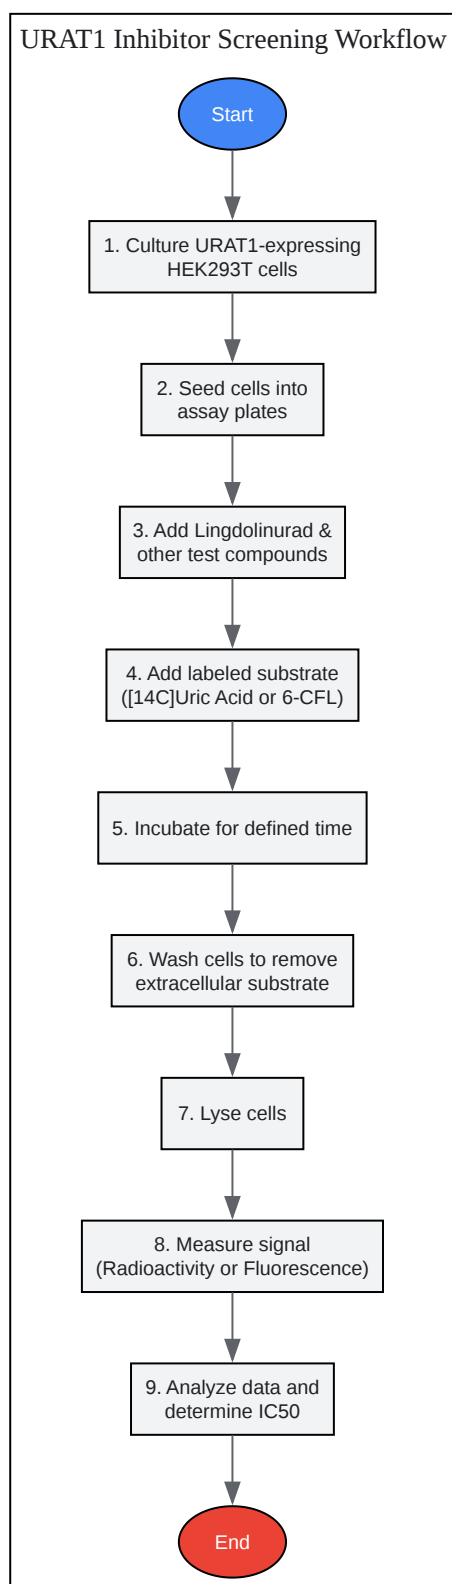 URAT1 Inhibitor Screening Workflow
Start
1. Culture URAT1-expressing
HEK293T cells
2. Seed cells into
assay plates
3. Add Lingdolinurad &
other test compounds
4. Add labeled substrate
([14C]Uric Acid or 6-CFL)
5. Incubate for defined time
6. Wash cells to remove
extracellular substrate
7. Lyse cells
8. Measure signal
(Radioactivity or Fluorescence)
9. Analyze data and
determine IC50
End